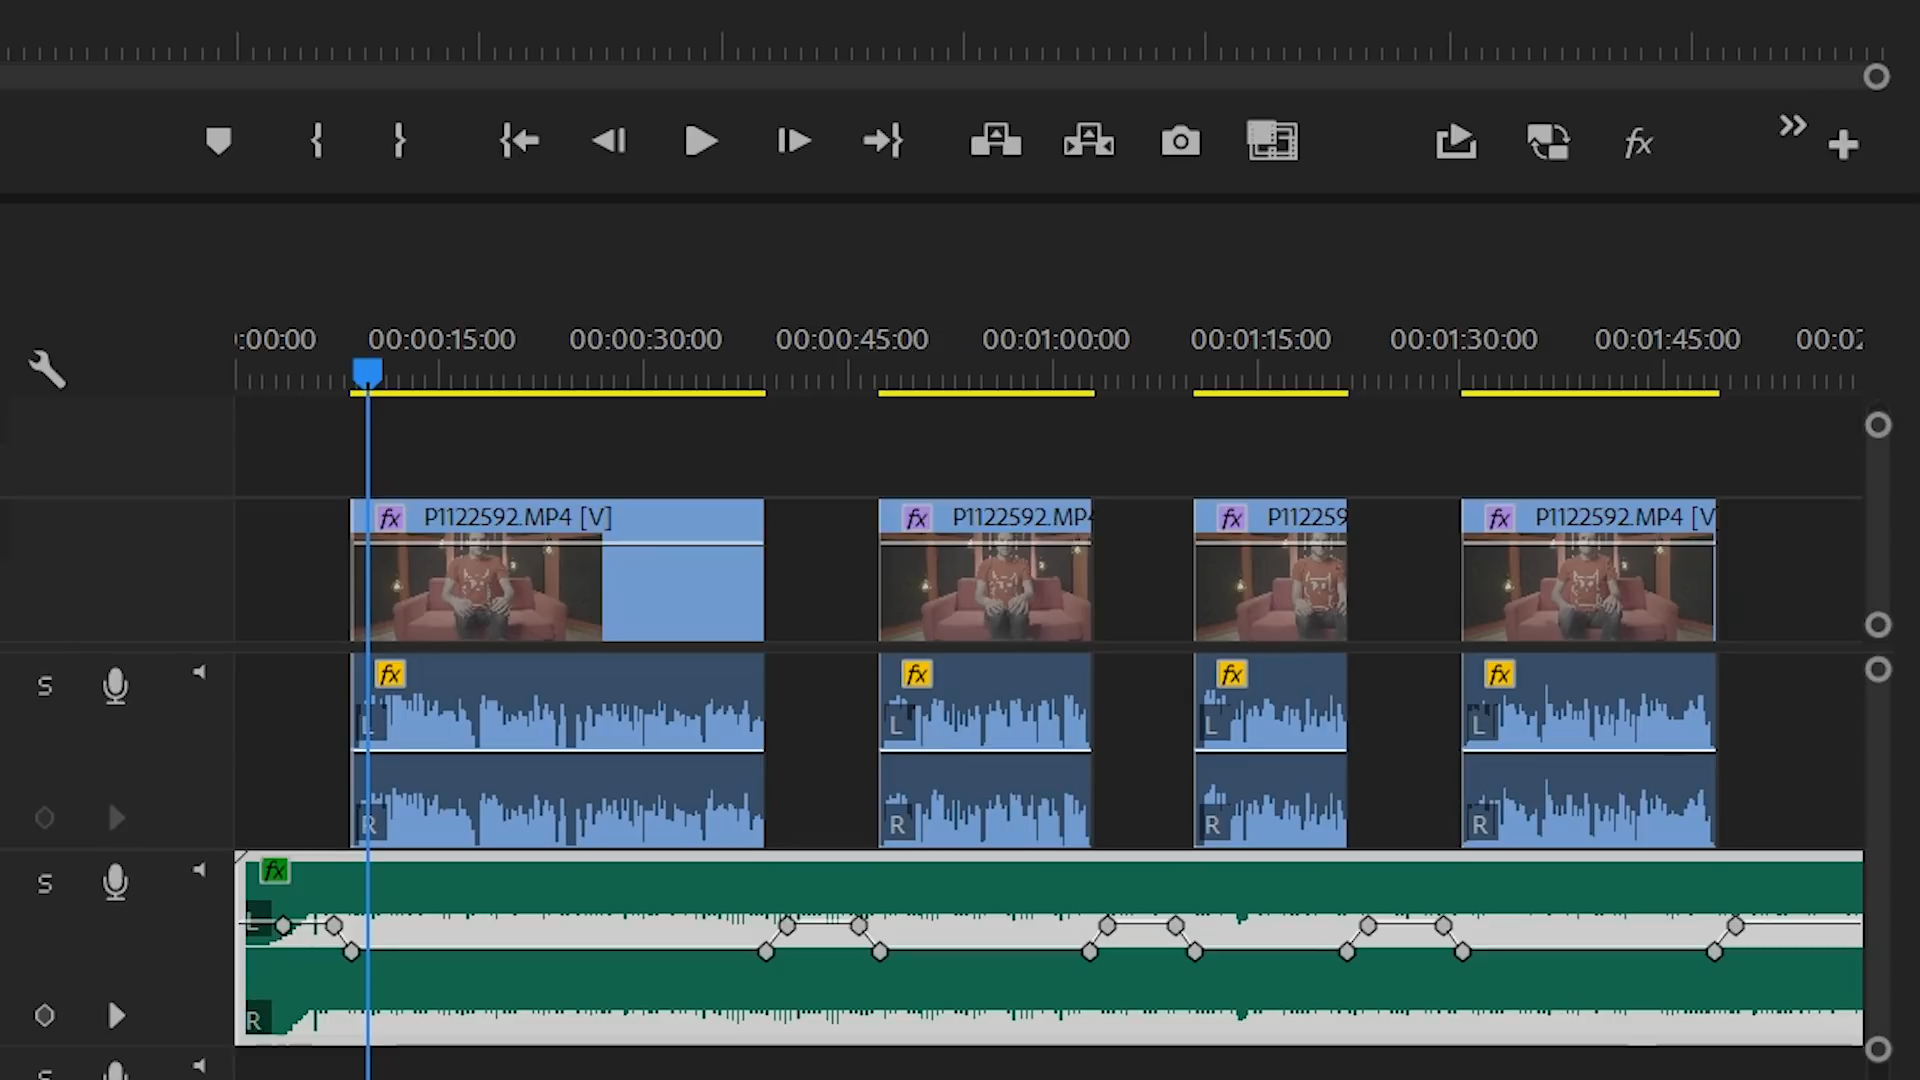 fx
:00:00 00:00:15:00 00:00:30:00 00:00:45:00 00:01:00:00 00:01:15:00 00:01:30:00 00:01:45:00 00:02
fx P1122592.MP4 [V] fx P1122592.MP4 fx P112259 fx P1122592.MP4 [V
S fx fx fx fx
L L L L
R R R R
fx
S L
R
S